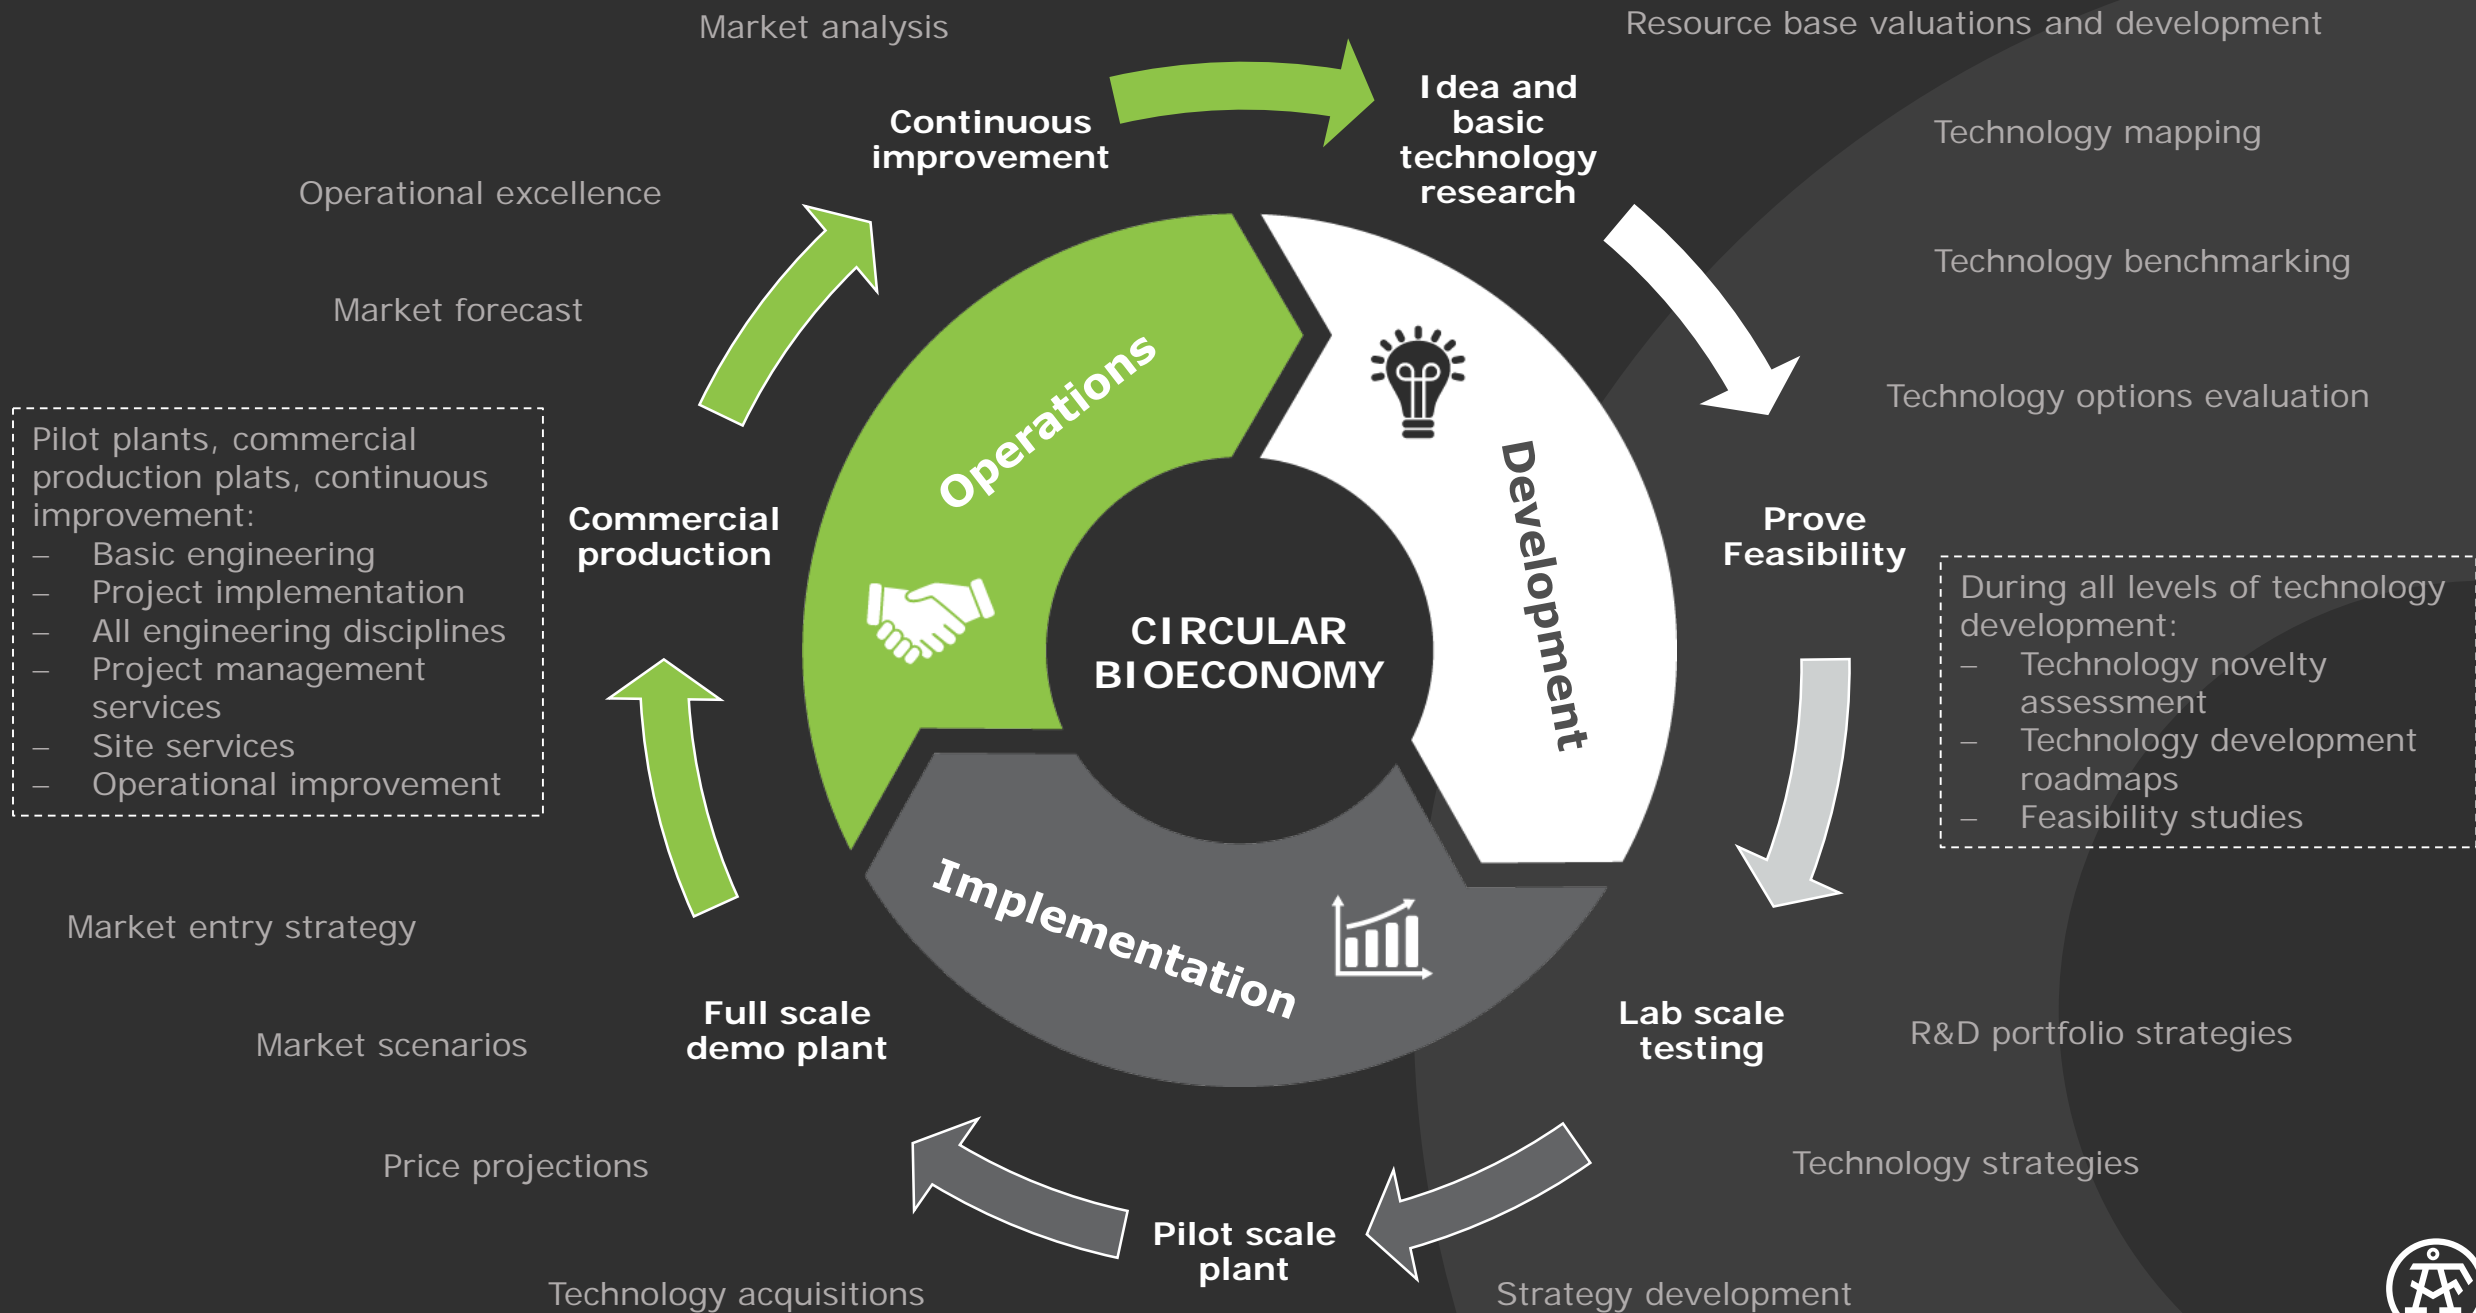 Market analysis
Resource base valuations and development
Continuous
improvement
Idea and
basic
technology
research
Technology mapping
Operational excellence
Technology benchmarking
Market forecast
Technology options evaluation
Operations
Development
Pilot plants, commercial
production plats, continuous
improvement:
– Basic engineering
– Project implementation
– All engineering disciplines
– Project management
services
– Site services
– Operational improvement
Commercial
production
CIRCULAR
BIOECONOMY
Prove
Feasibility
During all levels of technology
development:
– Technology novelty
assessment
– Technology development
roadmaps
– Feasibility studies
Implementation
Market entry strategy
Full scale
demo plant
Lab scale
testing
Market scenarios
R&D portfolio strategies
Price projections
Technology strategies
Pilot scale
plant
Technology acquisitions
Strategy development
ÅF